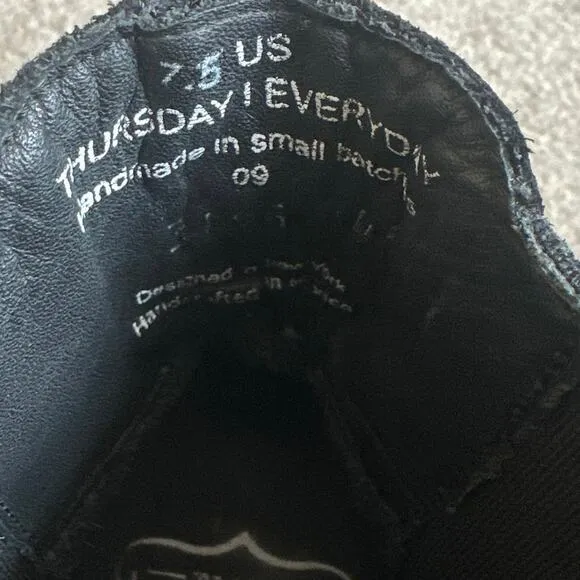 7.5 US
THURSDAY ! EVERYDAY
Handmade in small batches
09
Designed in New York
Handcrafted in Mexico